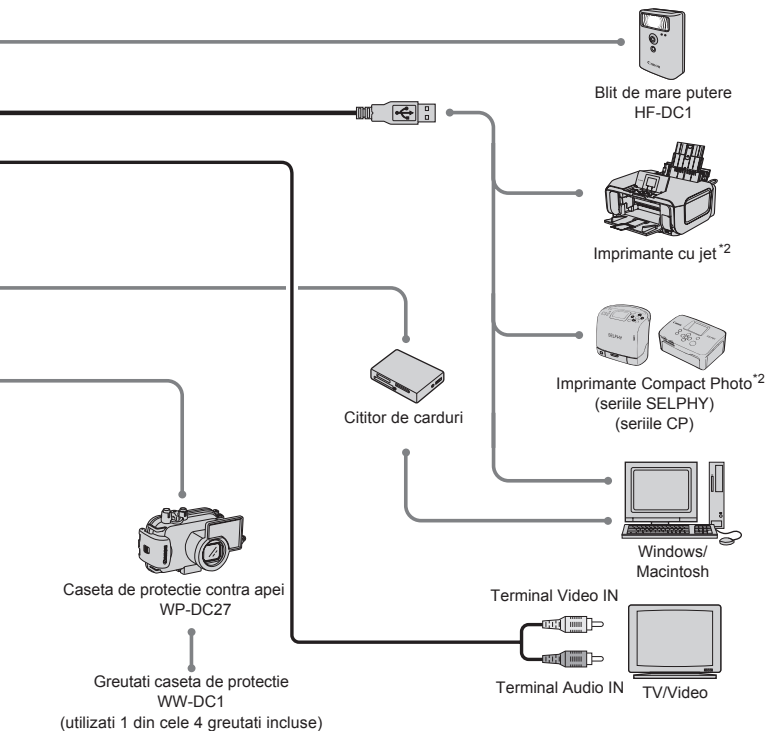 Canon
Blit de mare putere
HF-DC1
Imprimante cu jet*2
SELPHY
Imprimante Compact Photo*2
(seriile SELPHY)
(seriile CP)
Cititor de carduri
Windows/
Macintosh
Caseta de protectie contra apei
WP-DC27
Terminal Video IN
Greutati caseta de protectie
WW-DC1
(utilizati 1 din cele 4 greutati incluse)
Terminal Audio IN
TV/Video